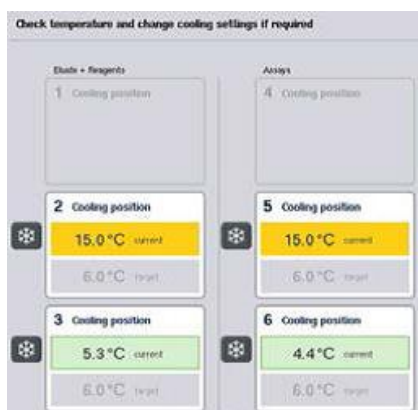 Check temperature and change cooling settings if required
Eluate + Reagents
1 Cooling position
2 Cooling position
15.0°C current
6.0°C target
3 Cooling position
5.3°C current
6.0°C target
Assays
4 Cooling position
5 Cooling position
15.0°C current
6.0°C target
6 Cooling position
4.4°C current
6.0°C target